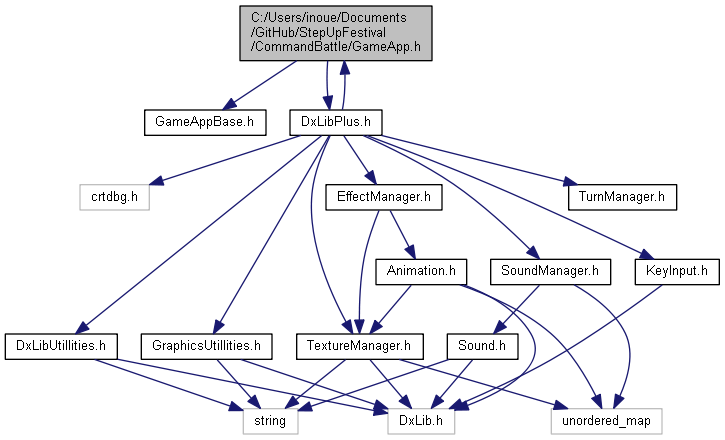 C:/Users/inoue/Documents
/GitHub/StepUpFestival
/CommandBattle/GameApp.h
GameAppBase.h
DxLibPlus.h
crtdbg.h
EffectManager.h
TurnManager.h
Animation.h
SoundManager.h
KeyInput.h
DxLibUtillities.h
GraphicsUtillities.h
TextureManager.h
Sound.h
string
DxLib.h
unordered_map